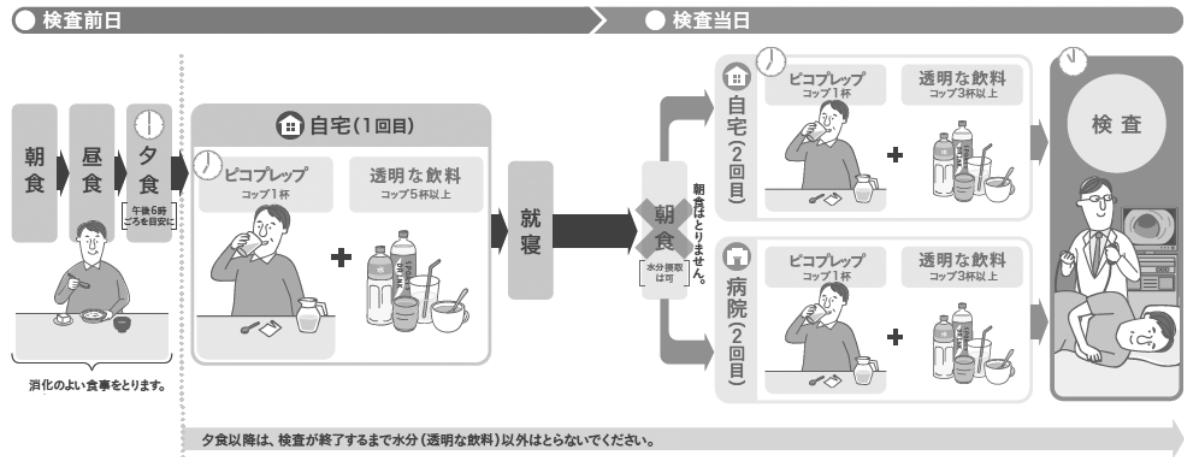 検査前日
検査当日
朝食
昼食
夕食
午後6時
ごろを目安に
消化のよい食事をとります。
自宅(1回目)
ピコプレップ
コップ1杯
透明な飲料
コップ5杯以上
SPORTS
DRINK
就寝
朝食
水分摂取
は可
朝食はとりません。
自宅(2回目)
ピコプレップ
コップ1杯
透明な飲料
コップ3杯以上
病院(2回目)
ピコプレップ
コップ1杯
透明な飲料
コップ3杯以上
検査
夕食以降は、検査が終了するまで水分(透明な飲料)以外はとらないでください。